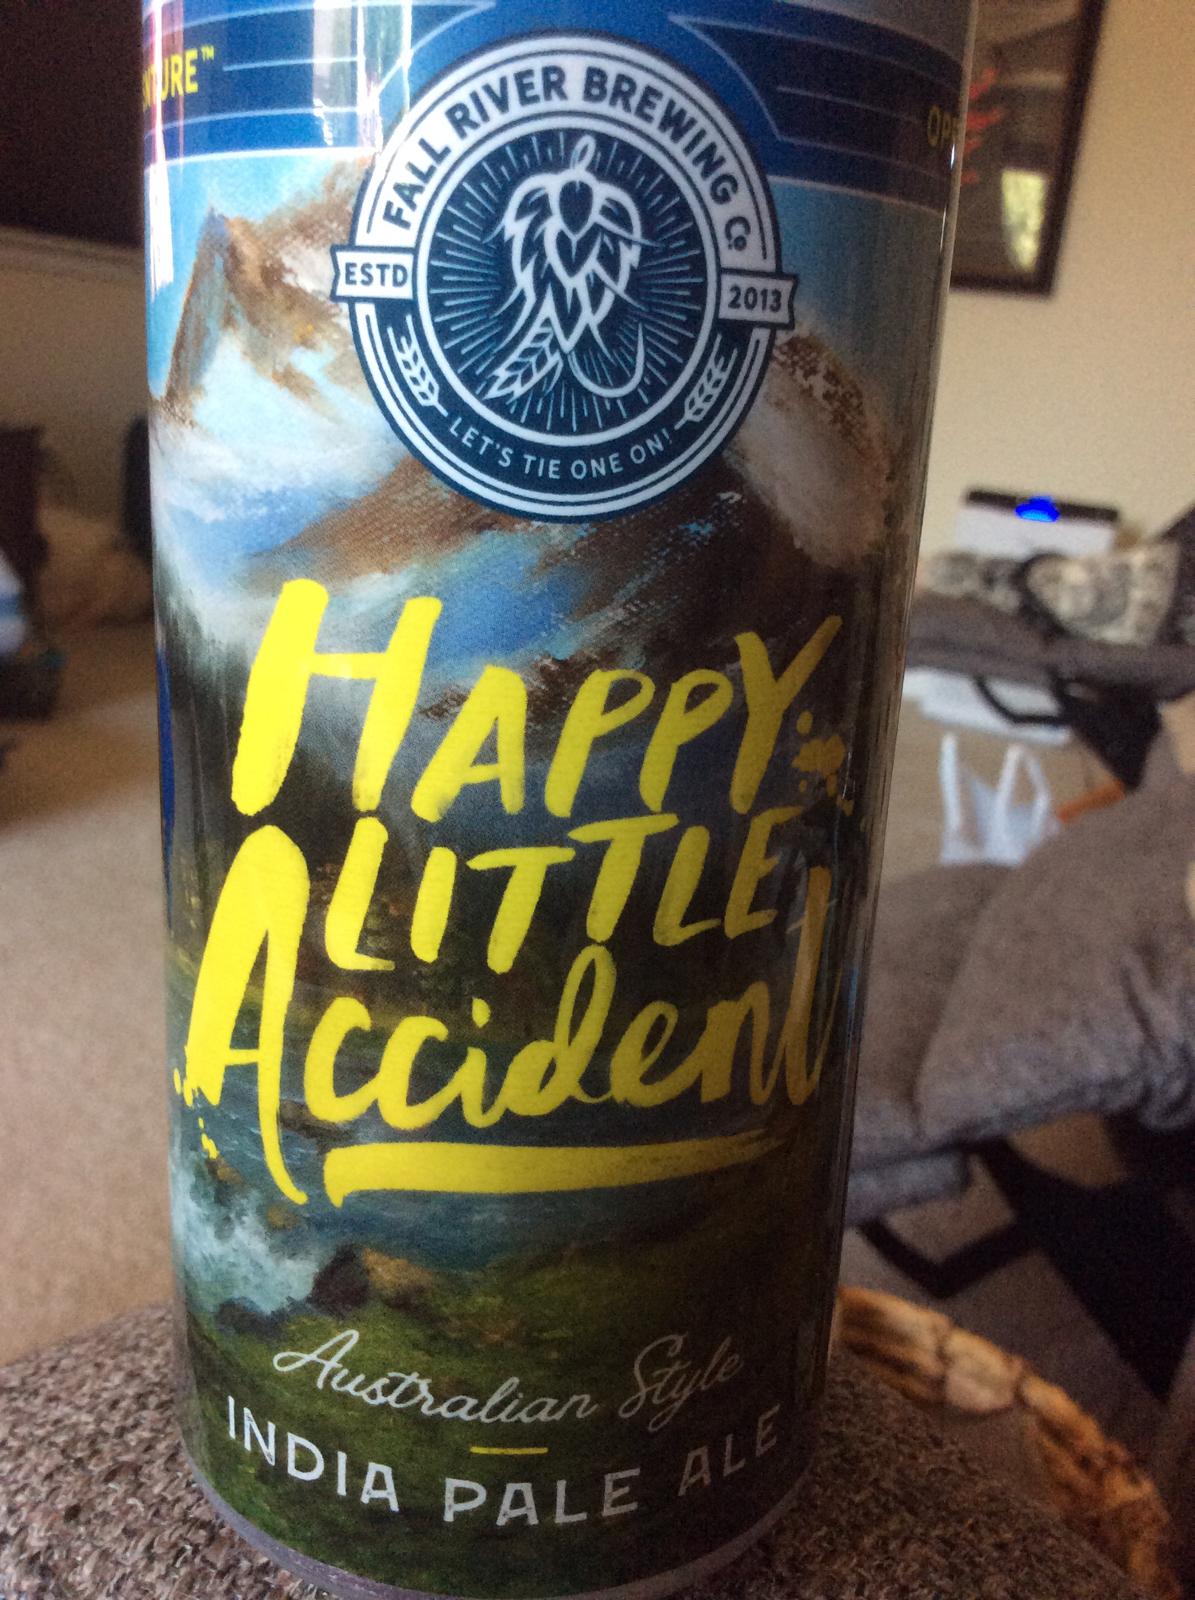 FALL RIVER BREWING Co
ESTD
2013
LET'S TIE ONE ON!
HAPPY
LITTLE
Accident
Australian Style
INDIA PALE ALE